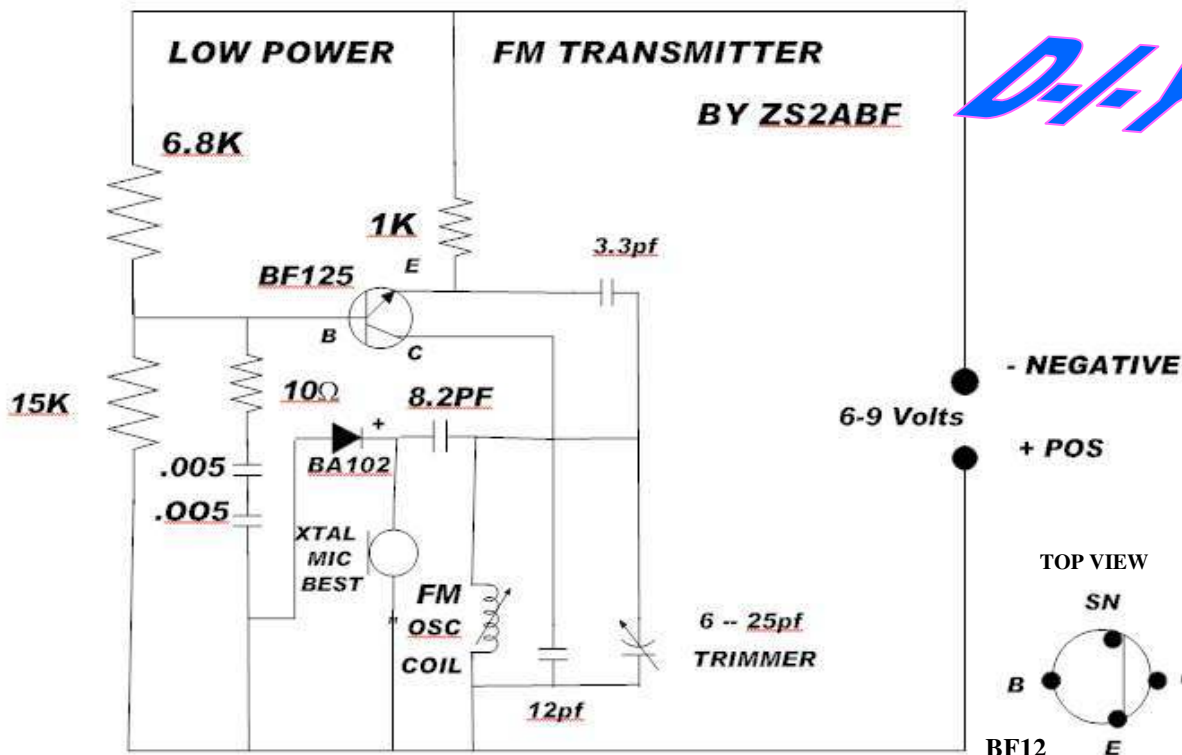 LOW POWER FM TRANSMITTER
D-I-Y
BY ZS2ABF
6.8K
1K
3.3pf
E
BF125
B
C
- NEGATIVE
10Ω
8.2PF
15K
6-9 Volts
+
+ POS
.005
BA102
.OO5
XTAL
MIC
BEST
TOP VIEW
SN
FM
OSC
COIL
6 -- 25pf
TRIMMER
B
12pf
BF12
E